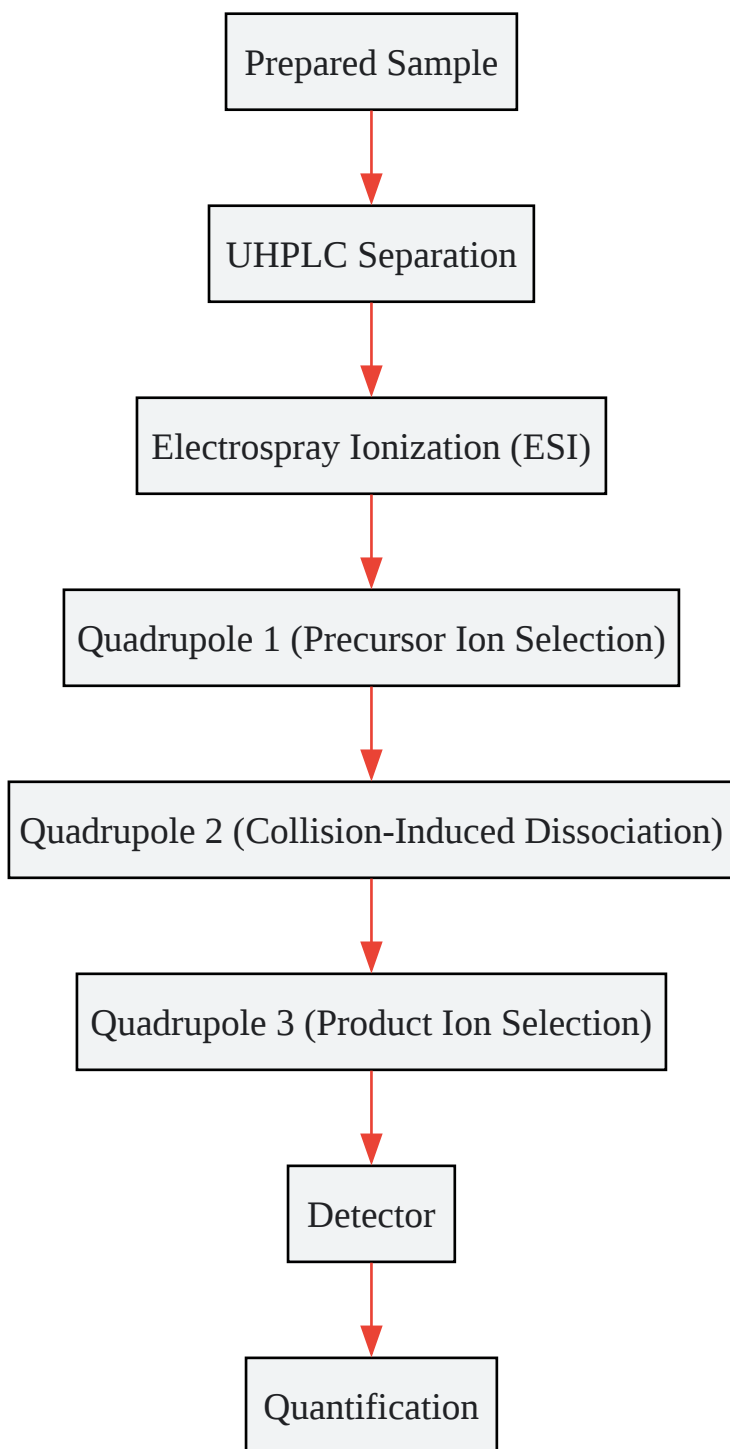 Prepared Sample
UHPLC Separation
Electrospray Ionization (ESI)
Quadrupole 1 (Precursor Ion Selection)
Quadrupole 2 (Collision-Induced Dissociation)
Quadrupole 3 (Product Ion Selection)
Detector
Quantification